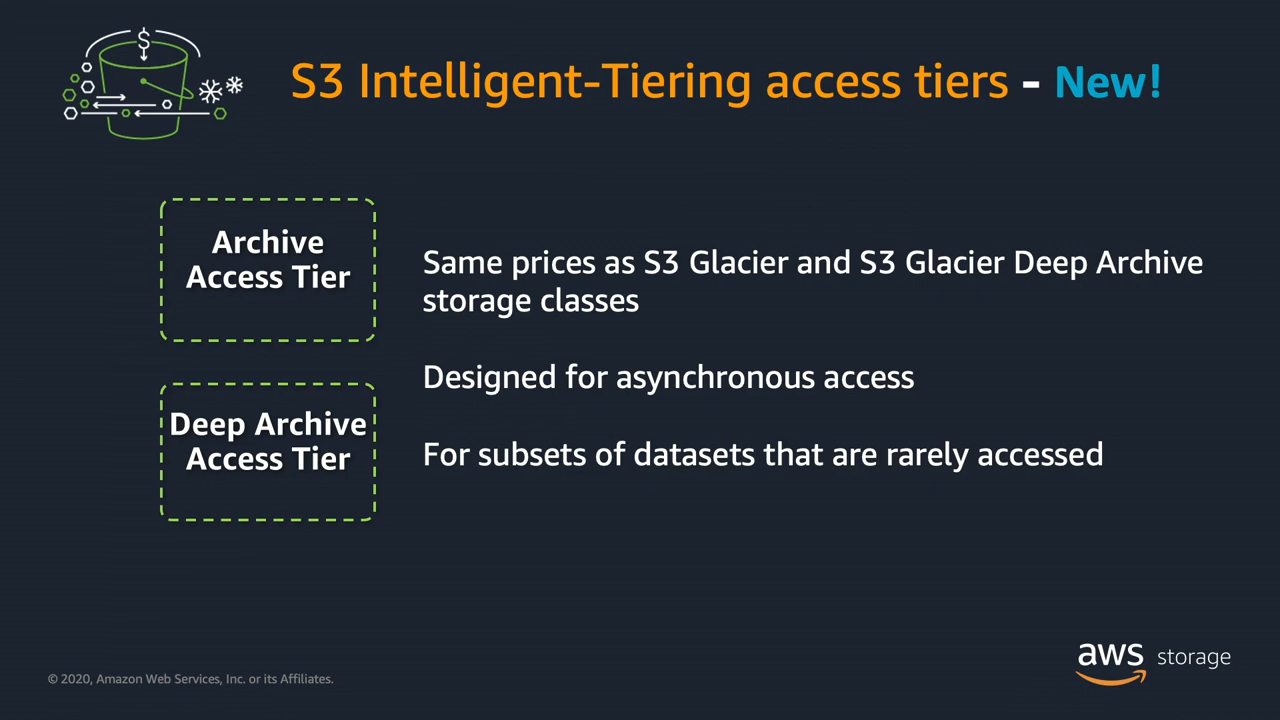 S3 Intelligent-Tiering access tiers - New!
Archive
Access Tier
Same prices as S3 Glacier and S3 Glacier Deep Archive
storage classes
Designed for asynchronous access
Deep Archive
Access Tier
For subsets of datasets that are rarely accessed
© 2020, Amazon Web Services, Inc. or its Affiliates.
aws storage